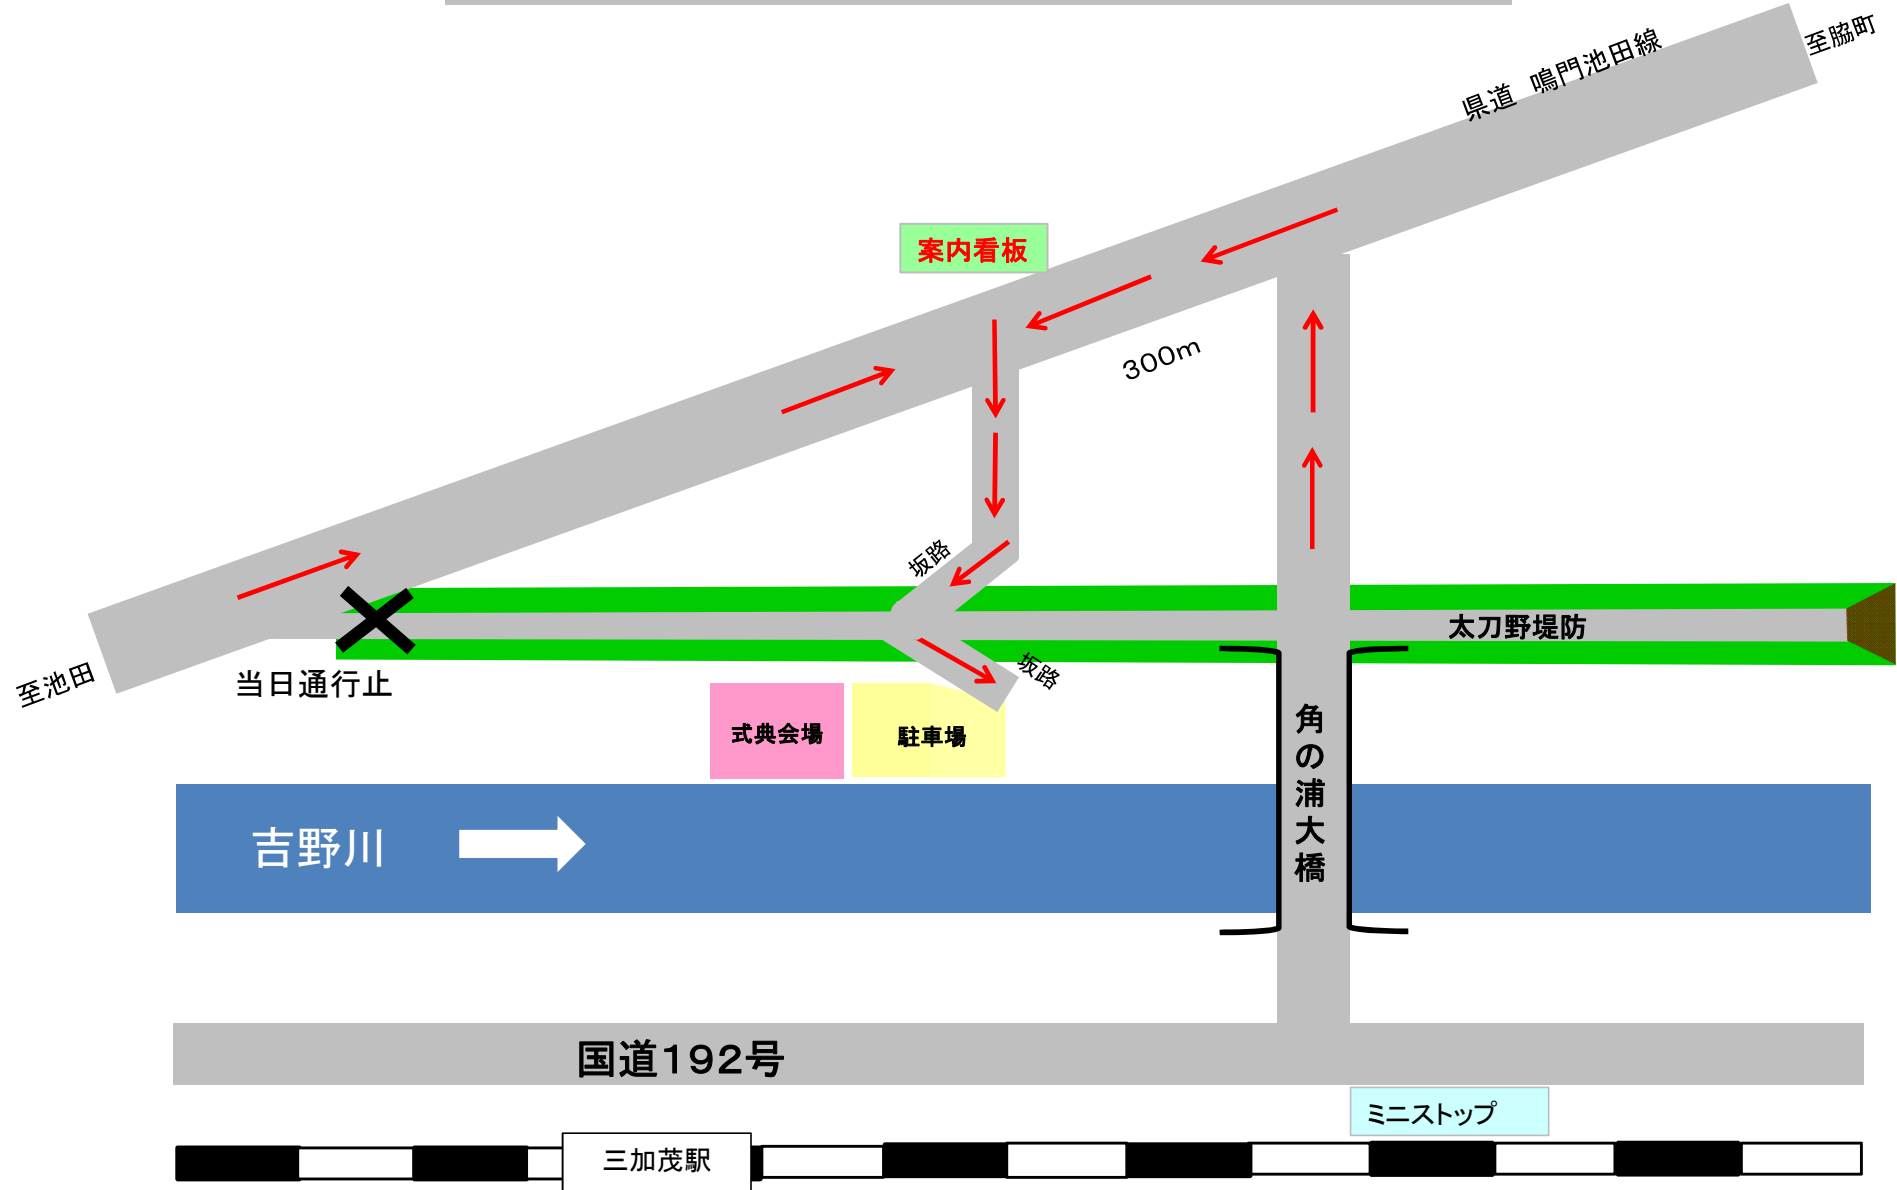 至脇町
県道　鳴門池田線
案内看板
３００ｍ
坂路
太刀野堤防
至池田
当日通行止
坂路
式典会場
駐車場
角の浦大橋
吉野川
国道１９２号
ミニストップ
三加茂駅